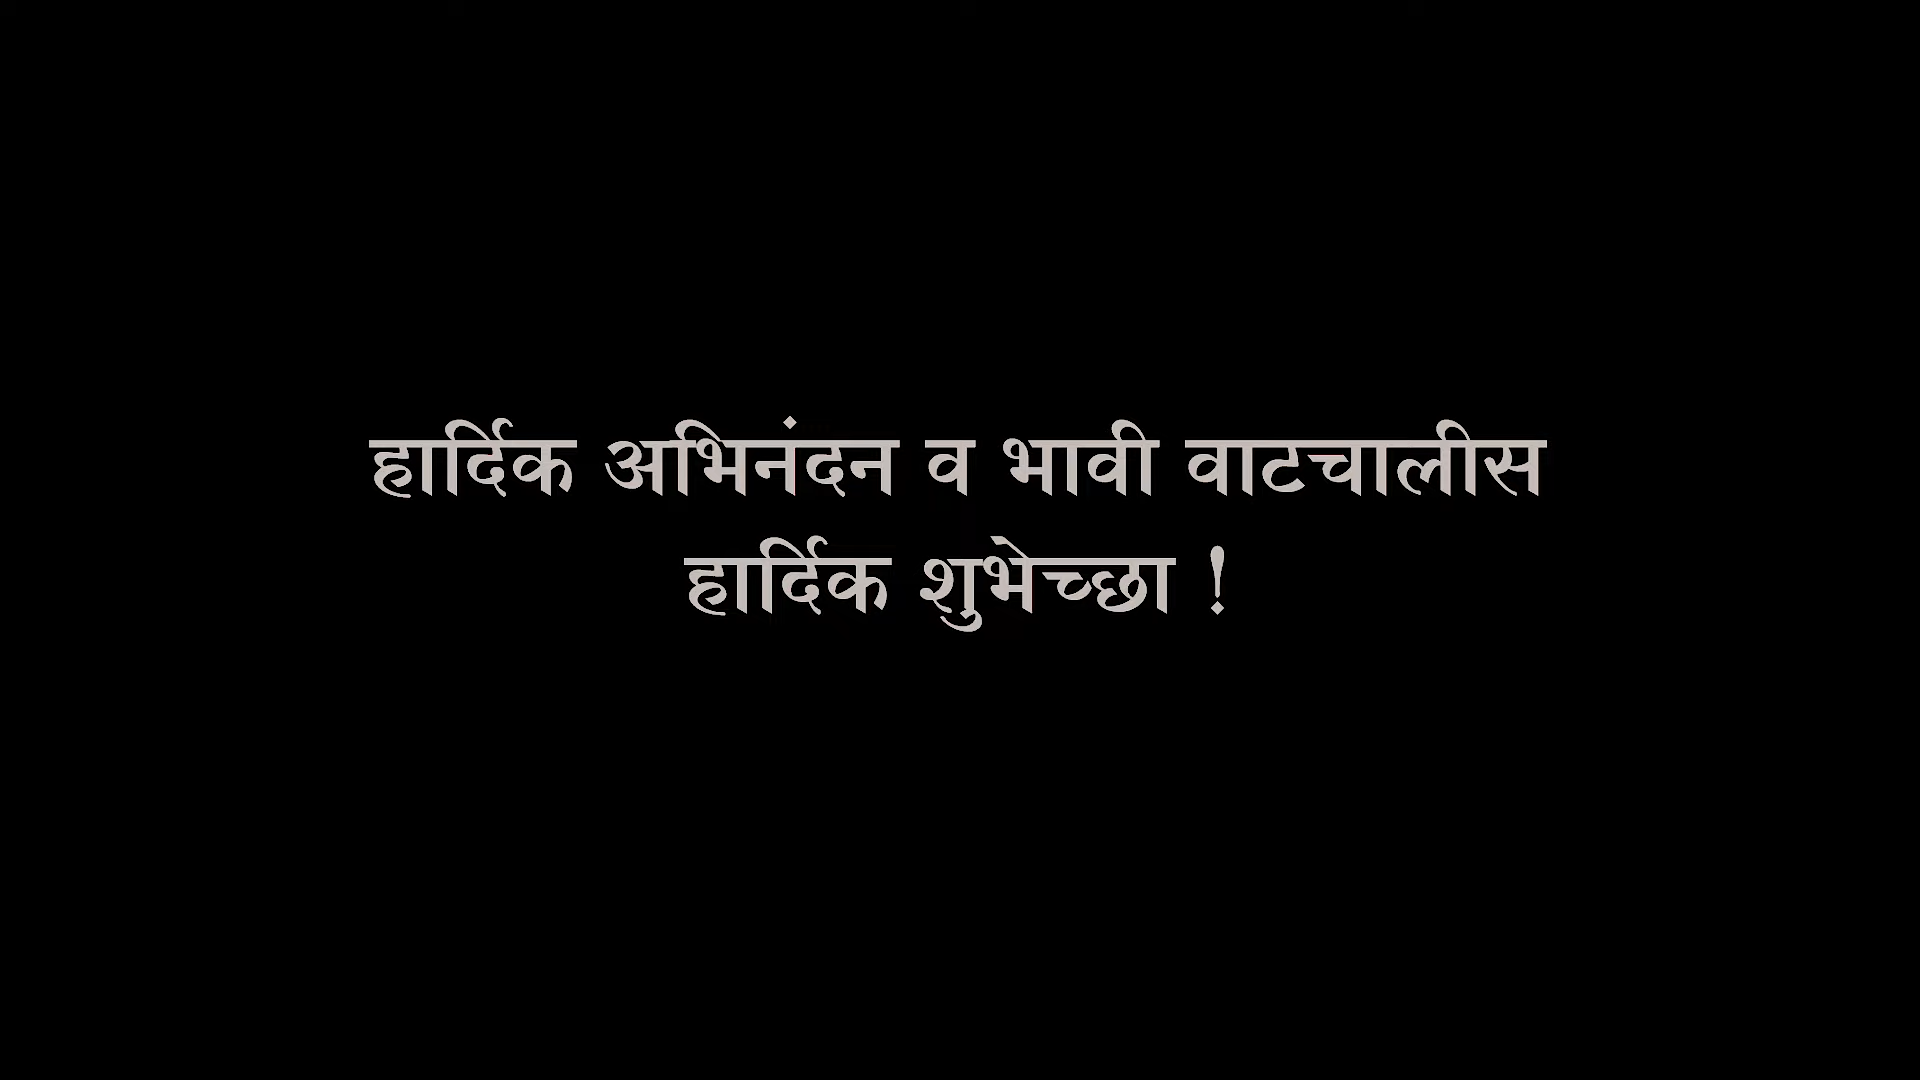 हार्दिक अभिनंदन व भावी वाटचालीस
हार्दिक शुभेच्छा !